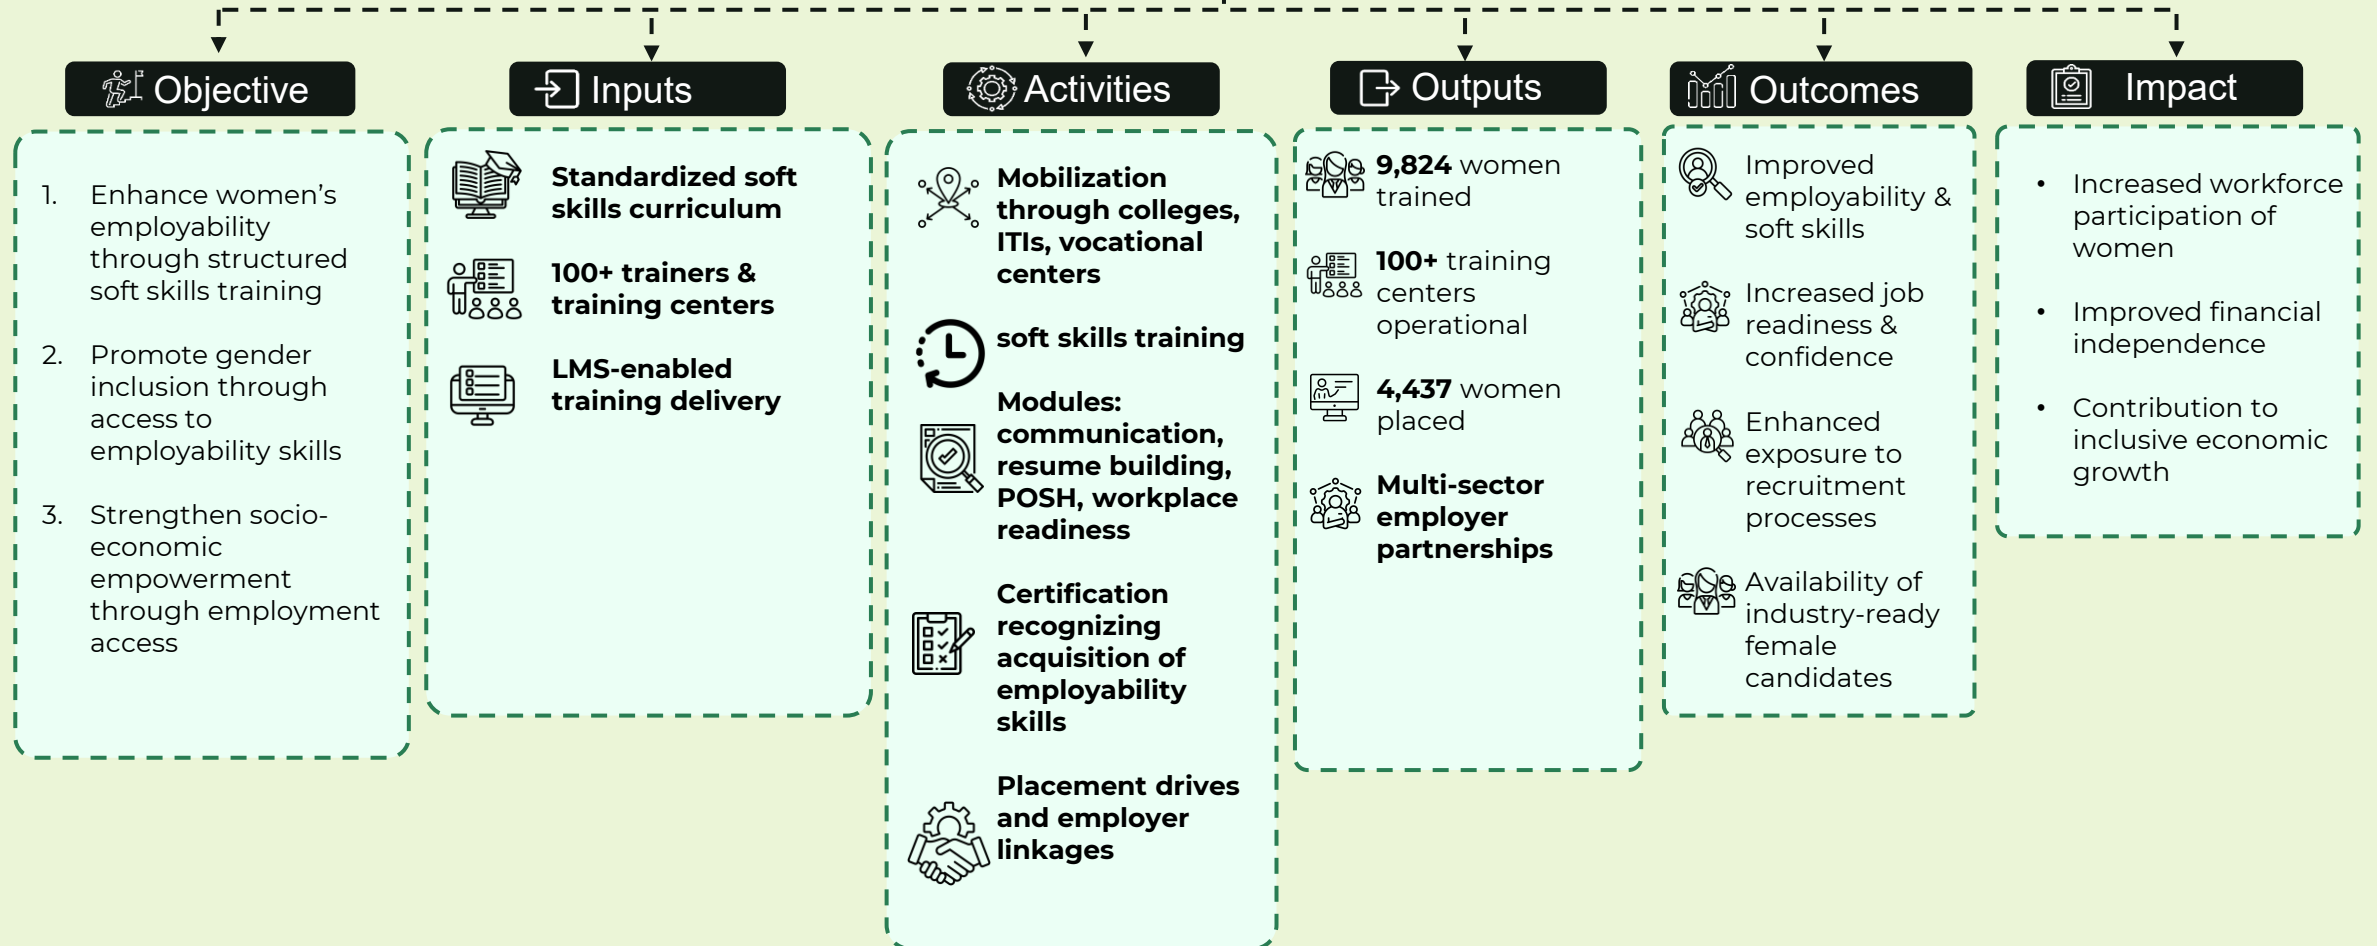 Objective
1. Enhance women’s
employability
through structured
soft skills training
2. Promote gender
inclusion through
access to
employability skills
3. Strengthen socio-
economic
empowerment
through employment
access
Inputs
Standardized soft
skills curriculum
100+ trainers &
training centers
LMS-enabled
training delivery
Activities
Mobilization
through colleges,
ITIs, vocational
centers
soft skills training
Modules:
communication,
resume building,
POSH, workplace
readiness
Certification
recognizing
acquisition of
employability
skills
Placement drives
and employer
linkages
Outputs
9,824 women
trained
100+ training
centers
operational
4,437 women
placed
Multi-sector
employer
partnerships
Outcomes
Improved
employability &
soft skills
Increased job
readiness &
confidence
Enhanced
exposure to
recruitment
processes
Availability of
industry-ready
female
candidates
Impact
• Increased workforce
participation of
women
• Improved financial
independence
• Contribution to
inclusive economic
growth